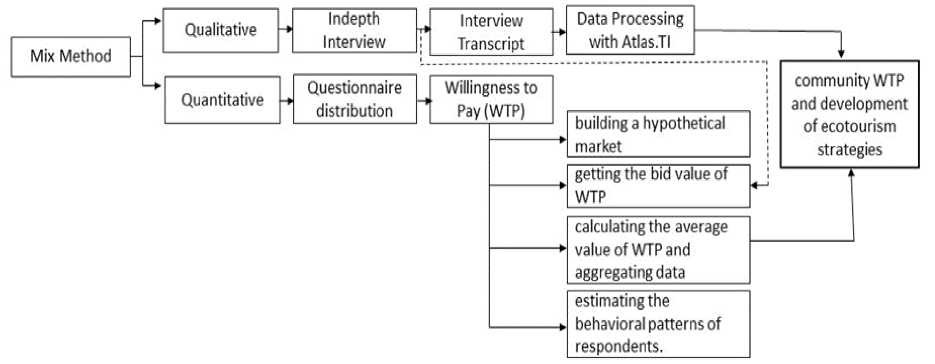 Mix Method
Qualitative
Indepth
Interview
Interview
Transcript
Data Processing
with Atlas.TI
Quantitative
Questionnaire
distribution
Willingness to
Pay (WTP)
building a hypothetical
market
getting the bid value of
WTP
calculating the average
value of WTP and
aggregating data
estimating the
behavioral patterns of
respondents.
community WTP
and development
of ecotourism
strategies